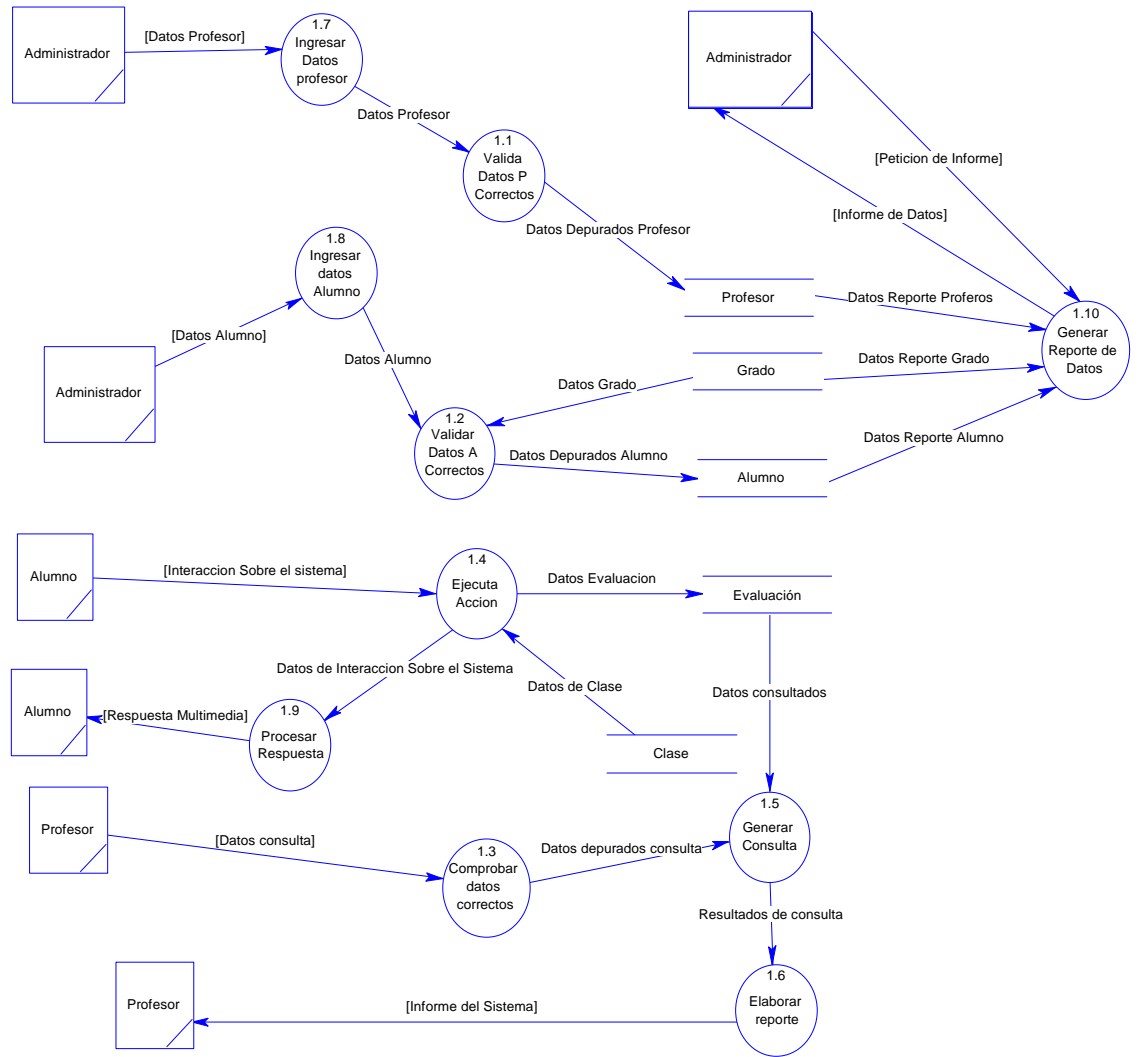 Administrador
[Datos Profesor]
1.7
Ingresar
Datos
profesor
Administrador
Datos Profesor
1.1
Valida
Datos P
Correctos
[Peticion de Informe]
[Informe de Datos]
Datos Depurados Profesor
1.8
Ingresar
datos
Alumno
Profesor
Datos Reporte Proferos
1.10
Generar
Reporte de
Datos
[Datos Alumno]
Datos Alumno
Administrador
Datos Grado
Grado
Datos Reporte Grado
1.2
Validar
Datos A
Correctos
Datos Depurados Alumno
Alumno
Datos Reporte Alumno
Alumno
[Interaccion Sobre el sistema]
1.4
Ejecuta
Accion
Datos Evaluacion
Evaluación
Datos de Interaccion Sobre el Sistema
Datos de Clase
Datos consultados
Alumno
[Respuesta Multimedia]
1.9
Procesar
Respuesta
Clase
Profesor
[Datos consulta]
1.3
Comprobar
datos
correctos
Datos depurados consulta
1.5
Generar
Consulta
Resultados de consulta
Profesor
[Informe del Sistema]
1.6
Elaborar
reporte